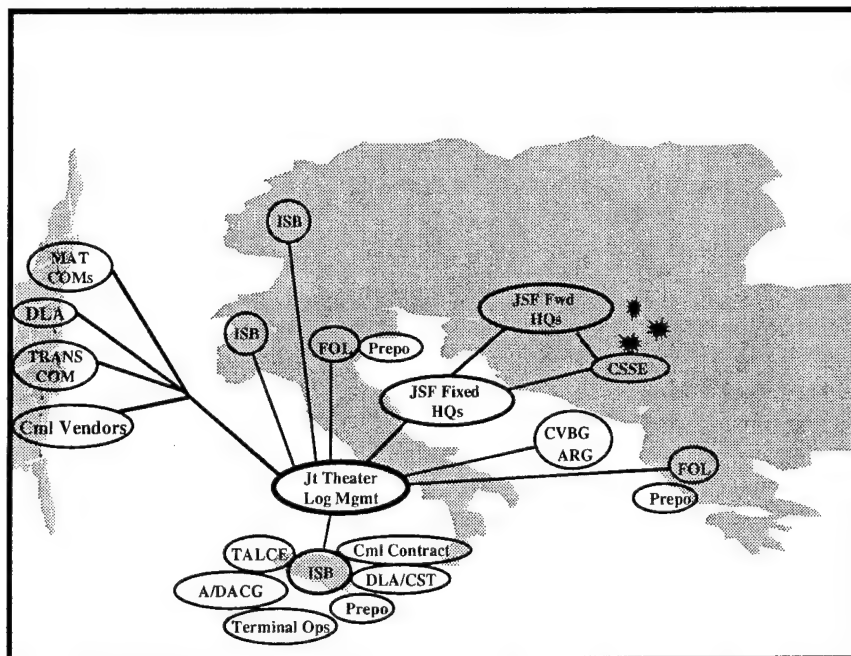 ISB
MAT
COMs
DLA
TRANS
COM
Cml Vendors
ISB
FOL
Prepo
JSF Fwd
HQs
CSSE
JSF Fixed
HQs
CVBG
ARG
FOL
Prepo
Jt Theater
Log Mgmt
TALCE
ISB
Cml Contract
A/DACG
DLA/CST
Prepo
Terminal Ops